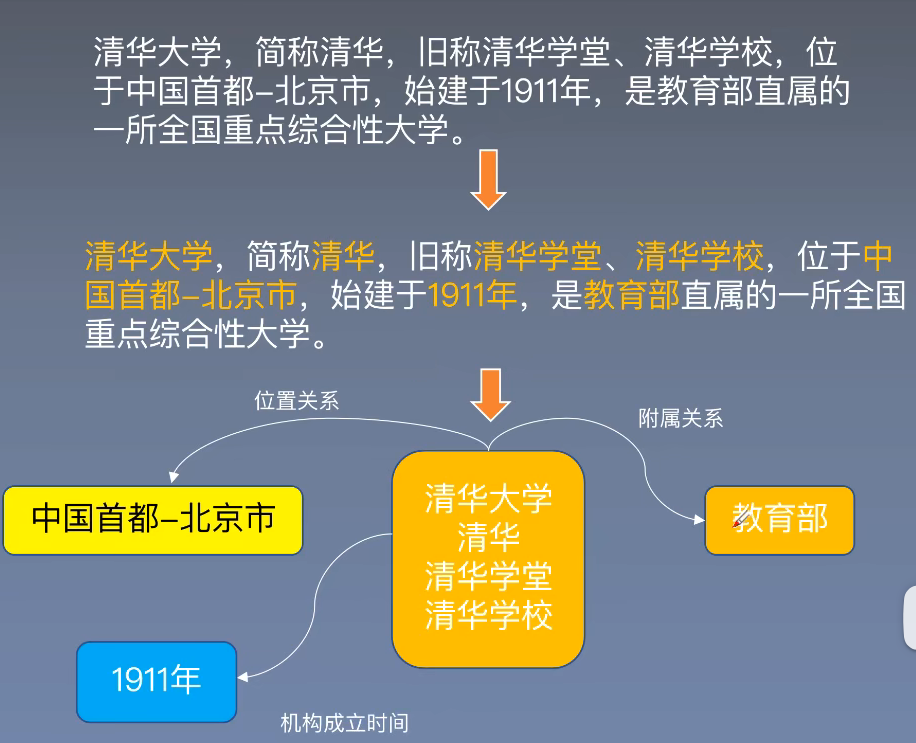 清华大学，简称清华，旧称清华学堂、清华学校，位
于中国首都–北京市，始建于1911年，是教育部直属的
一所全国重点综合性大学。
清华大学，简称清华，旧称清华学堂、清华学校，位于中
国首都–北京市，始建于1911年，是教育部直属的一所全国
重点综合性大学。
位置关系
附属关系
中国首都–北京市
清华大学
清华
清华学堂
清华学校
教育部
1911年
机构成立时间